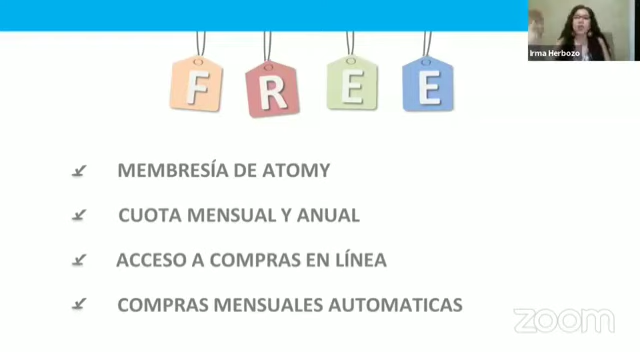 Irma Herbozo
FREE
MEMBRESÍA DE ATOMY
CUOTA MENSUAL Y ANUAL
ACCESO A COMPRAS EN LÍNEA
COMPRAS MENSUALES AUTOMATICAS
zoom